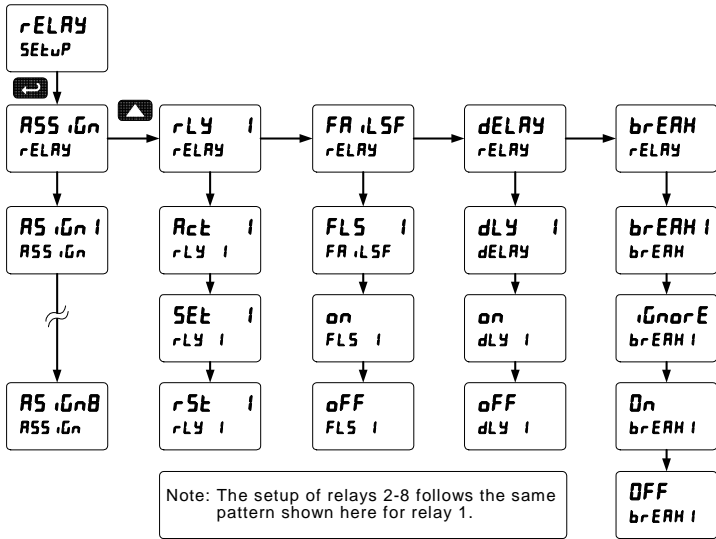 rELAY
SEtuP
ASSiGn
rELAY
rLY 1
rELAY
FAiLSF
rELAY
dELAY
rELAY
brEAK
rELAY
ASiGn1
ASSiGn
Act 1
rLY 1
FLS 1
FAiLSF
dLY 1
dELAY
brEAK1
brEAK
SEt 1
rLY 1
on
FLS 1
on
dLY 1
iGnorE
brEAK1
ASiGn8
ASSiGn
rSt 1
rLY 1
oFF
FLS 1
oFF
dLY 1
On
brEAK1
OFF
brEAK1
Note: The setup of relays 2-8 follows the same
pattern shown here for relay 1.